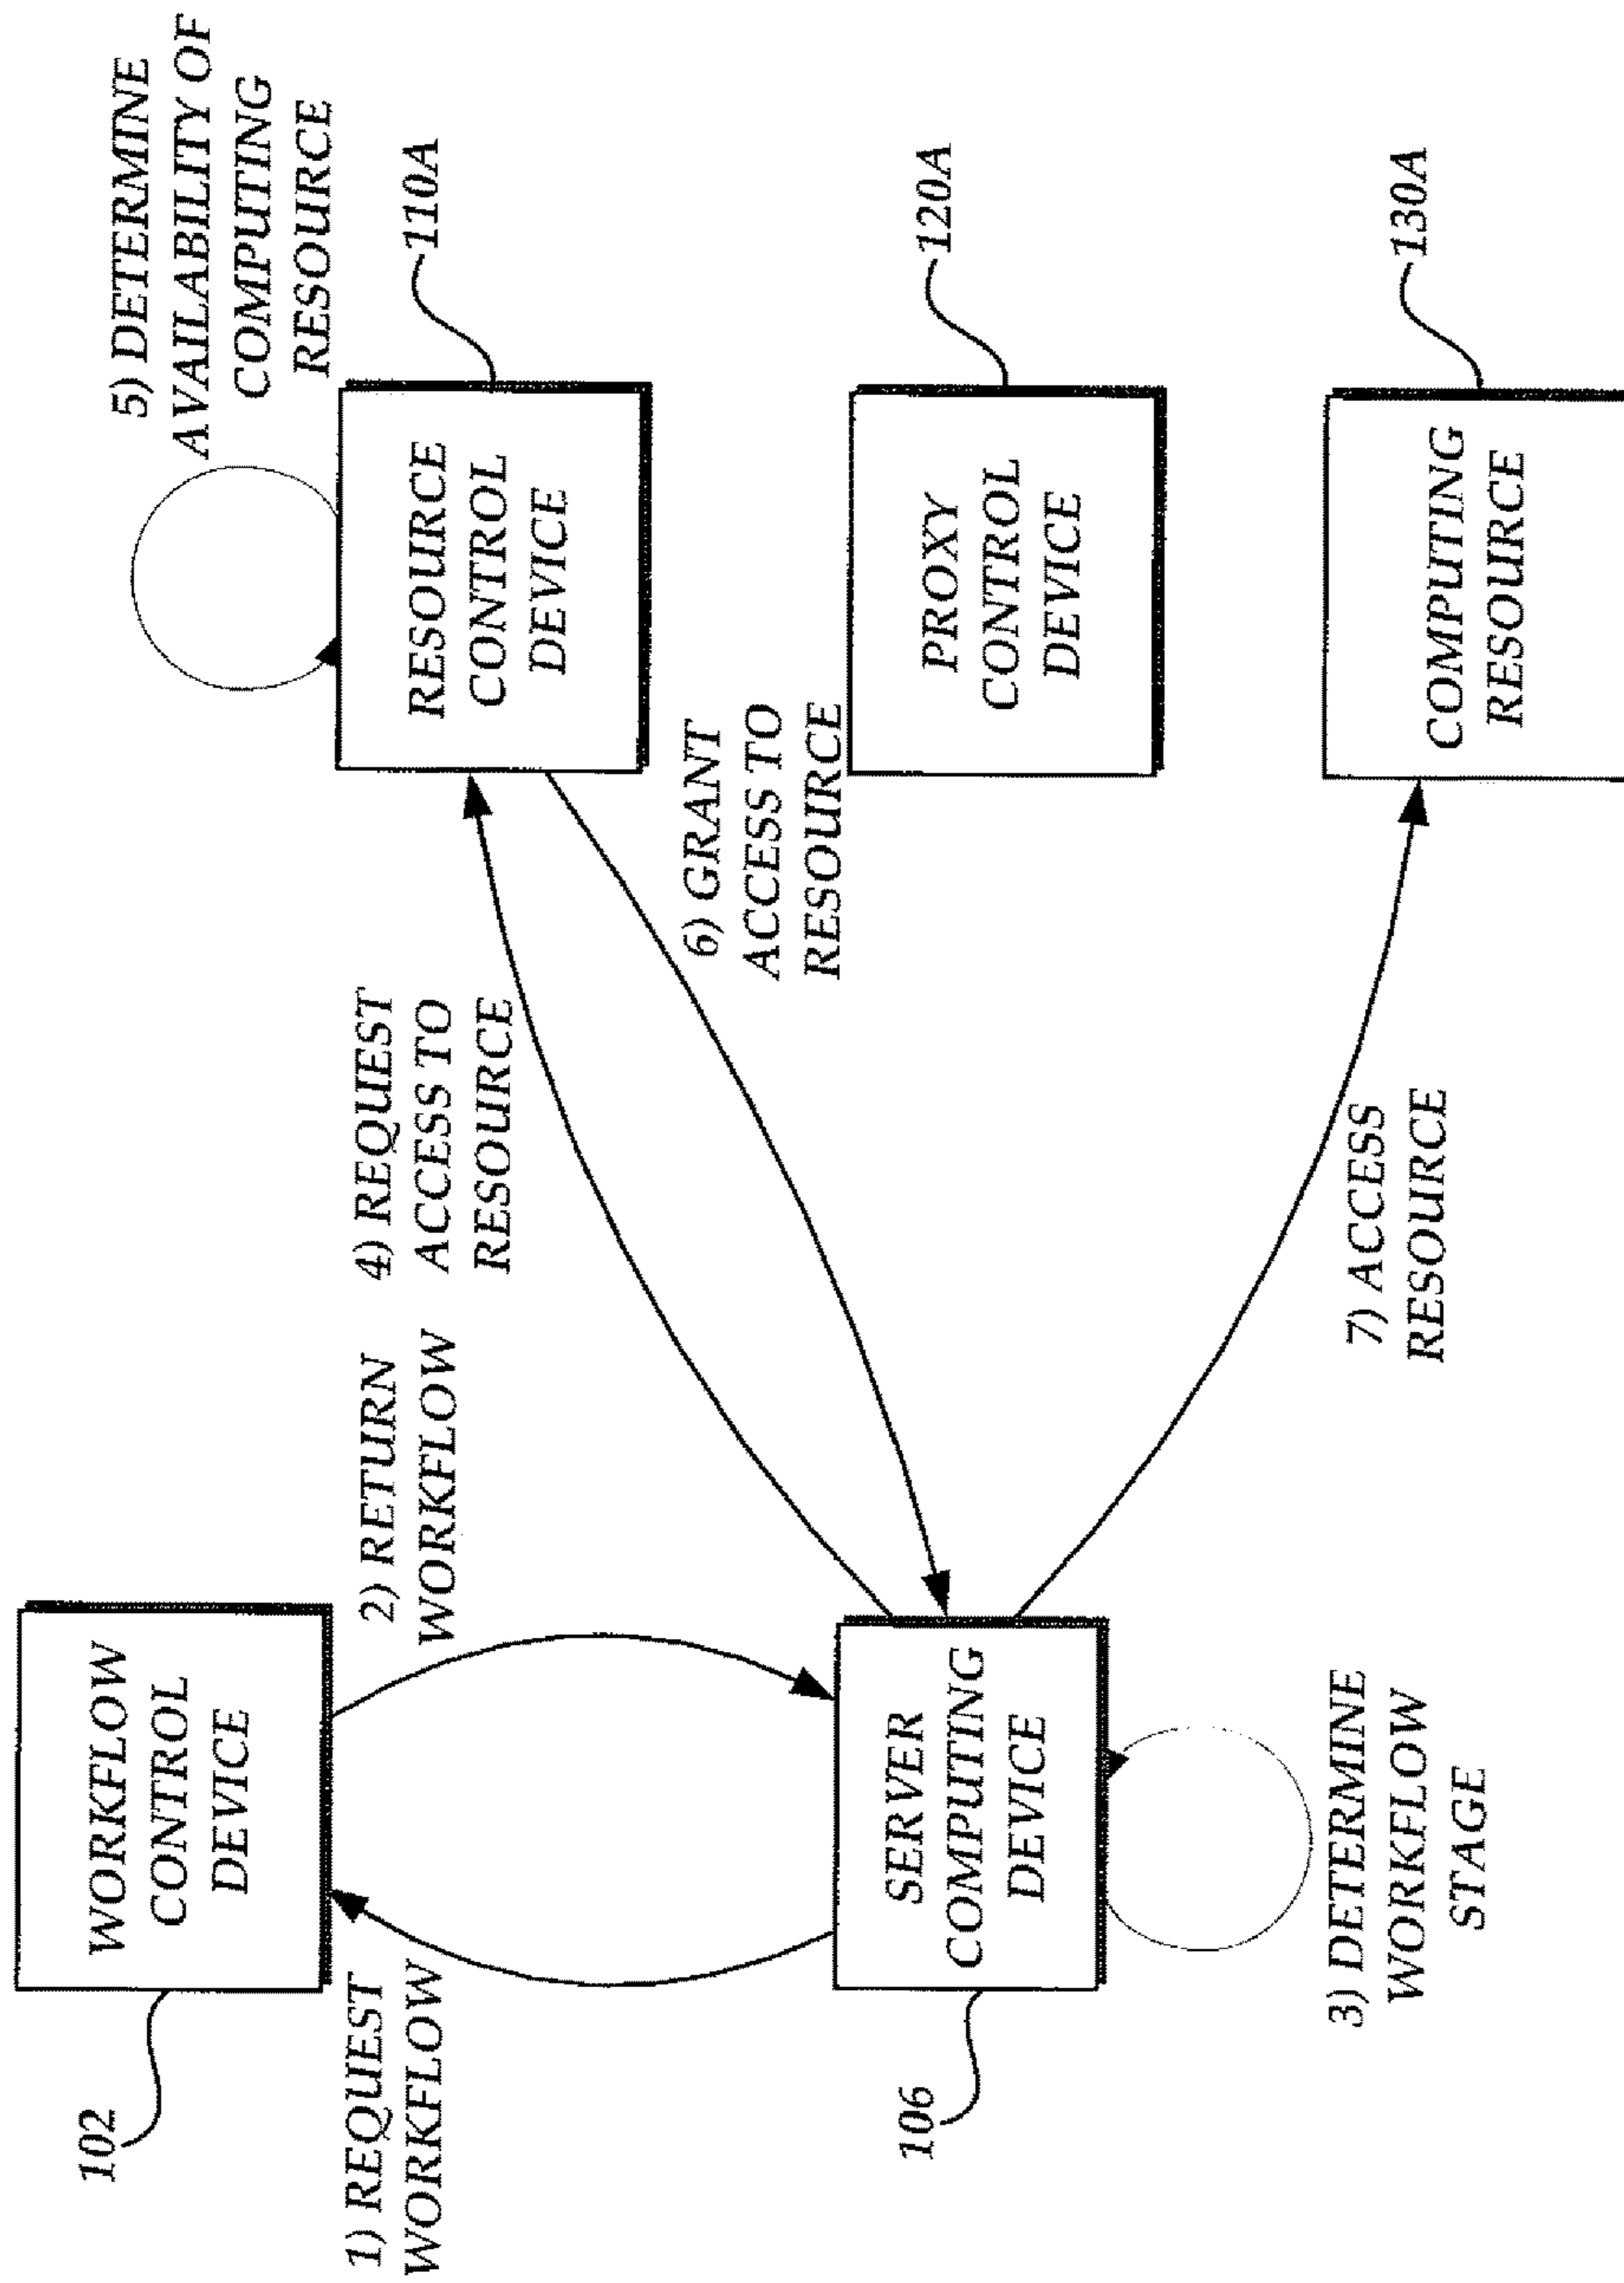 102
WORKFLOW
CONTROL
DEVICE
1) REQUEST
WORKFLOW
2) RETURN
WORKFLOW
106
SERVER
COMPUTING
DEVICE
3) DETERMINE
WORKFLOW
STAGE
4) REQUEST
ACCESS TO
RESOURCE
5) DETERMINE
AVAILABILITY OF
COMPUTING
RESOURCE
RESOURCE
CONTROL
DEVICE
110A
6) GRANT
ACCESS TO
RESOURCE
PROXY
CONTROL
DEVICE
120A
7) ACCESS
RESOURCE
COMPUTING
RESOURCE
130A